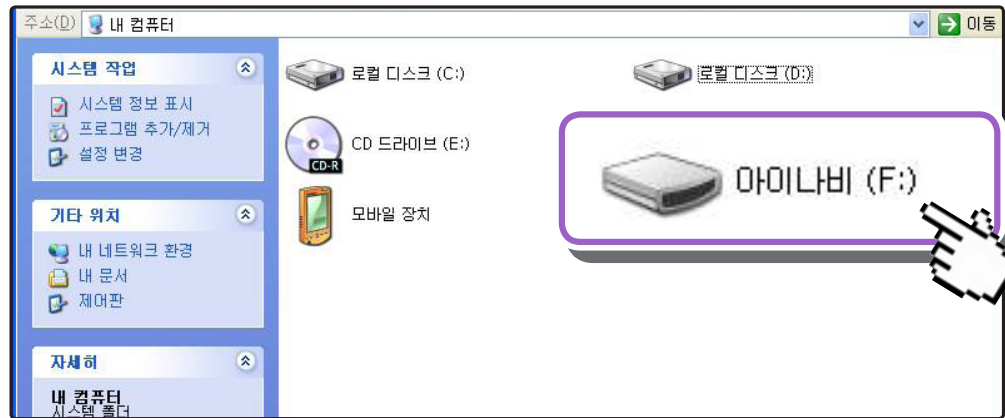 주소(D) 내 컴퓨터 이동
시스템 작업
시스템 정보 표시
프로그램 추가/제거
설정 변경
기타 위치
내 네트워크 환경
내 문서
제어판
자세히
내 컴퓨터
시스템 폴더
로컬 디스크 (C:)
로컬 디스크 (D:)
CD-R
CD 드라이브 (E:)
아이나비 (F:)
모바일 장치